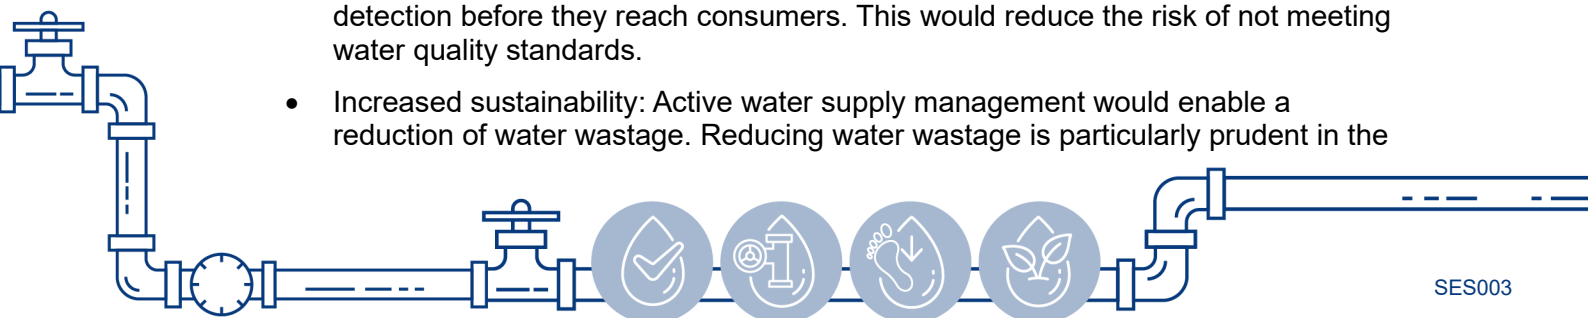 detection before they reach consumers. This would reduce the risk of not meeting
water quality standards.
• Increased sustainability: Active water supply management would enable a
reduction of water wastage. Reducing water wastage is particularly prudent in the
SES003